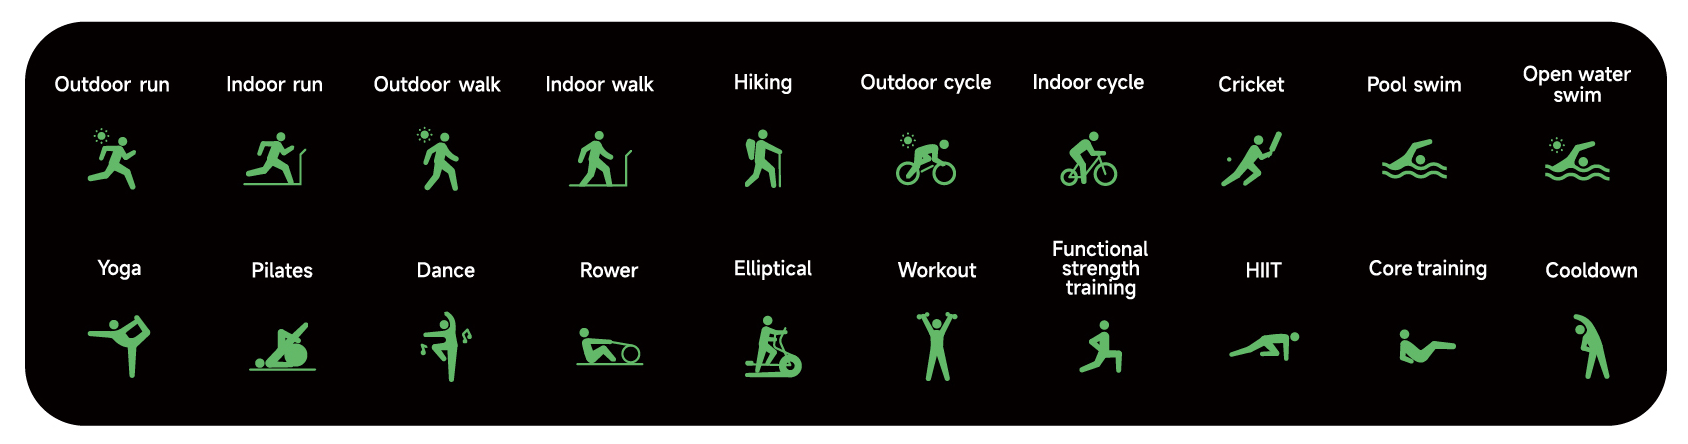 Outdoor run
Indoor run
Outdoor walk
Indoor walk
Hiking
Outdoor cycle
Indoor cycle
Cricket
Pool swim
Open water
swim
Yoga
Pilates
Dance
Rower
Elliptical
Workout
Functional
strength
training
HIIT
Core training
Cooldown